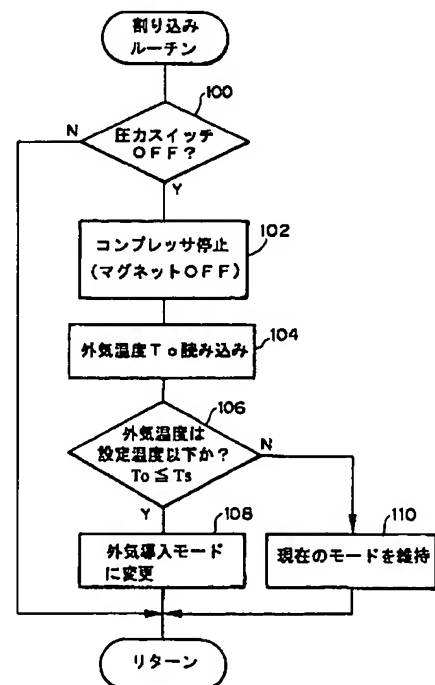 割り込み
ルーチン
100
圧力スイッチ
OFF?
N
Y
コンプレッサ停止
(マグネットOFF)
102
外気温度To読み込み
104
106
外気温度は
設定温度以下か?
To≦Ts
N
Y
108
外気導入モード
に変更
110
現在のモードを維持
リターン